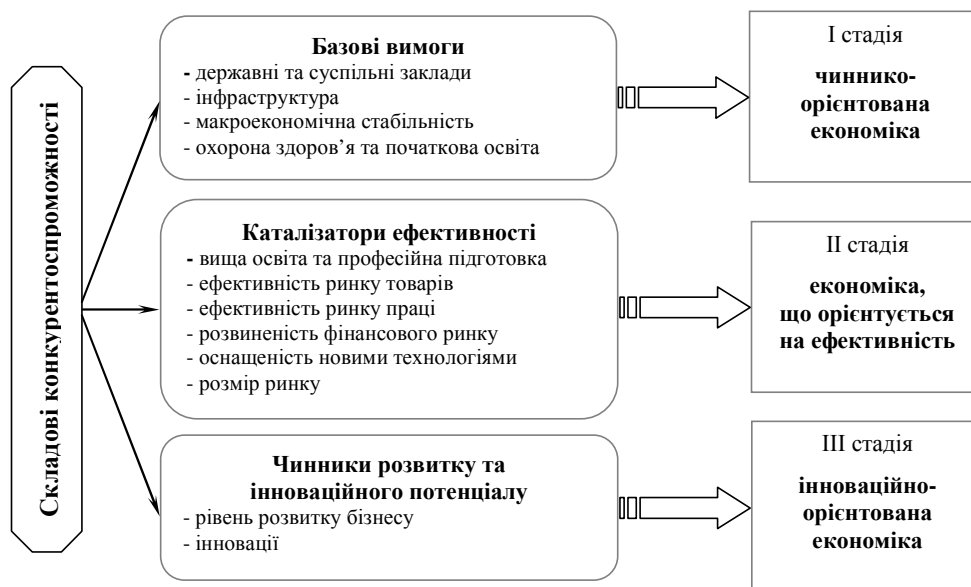 Складові конкурентоспроможності
Базові вимоги
- державні та суспільні заклади
- інфраструктура
- макроекономічна стабільність
- охорона здоров’я та початкова освіта
І стадія
чиннико-
орієнтована
економіка
Каталізатори ефективності
- вища освіта та професійна підготовка
- ефективність ринку товарів
- ефективність ринку праці
- розвиненість фінансового ринку
- оснащеність новими технологіями
- розмір ринку
ІІ стадія
економіка,
що орієнтується
на ефективність
Чинники розвитку та
інноваційного потенціалу
- рівень розвитку бізнесу
- інновації
ІІІ стадія
інноваційно-
орієнтована
економіка